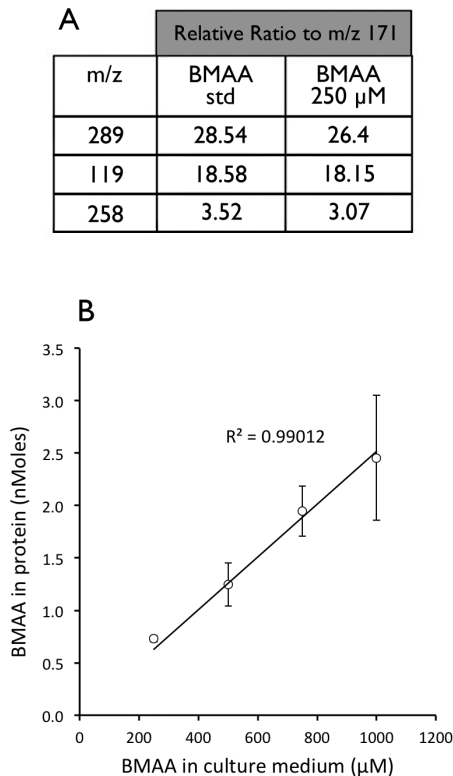 A
Relative Ratio to m/z 171
m/z BMAA std BMAA 250 µM
289 28.54 26.4
119 18.58 18.15
258 3.52 3.07
B
3.5
3.0
2.5
2.0
1.5
1.0
0.5
0.0
BMAA in protein (nMoles)
R² = 0.99012
0 200 400 600 800 1000 1200
BMAA in culture medium (µM)